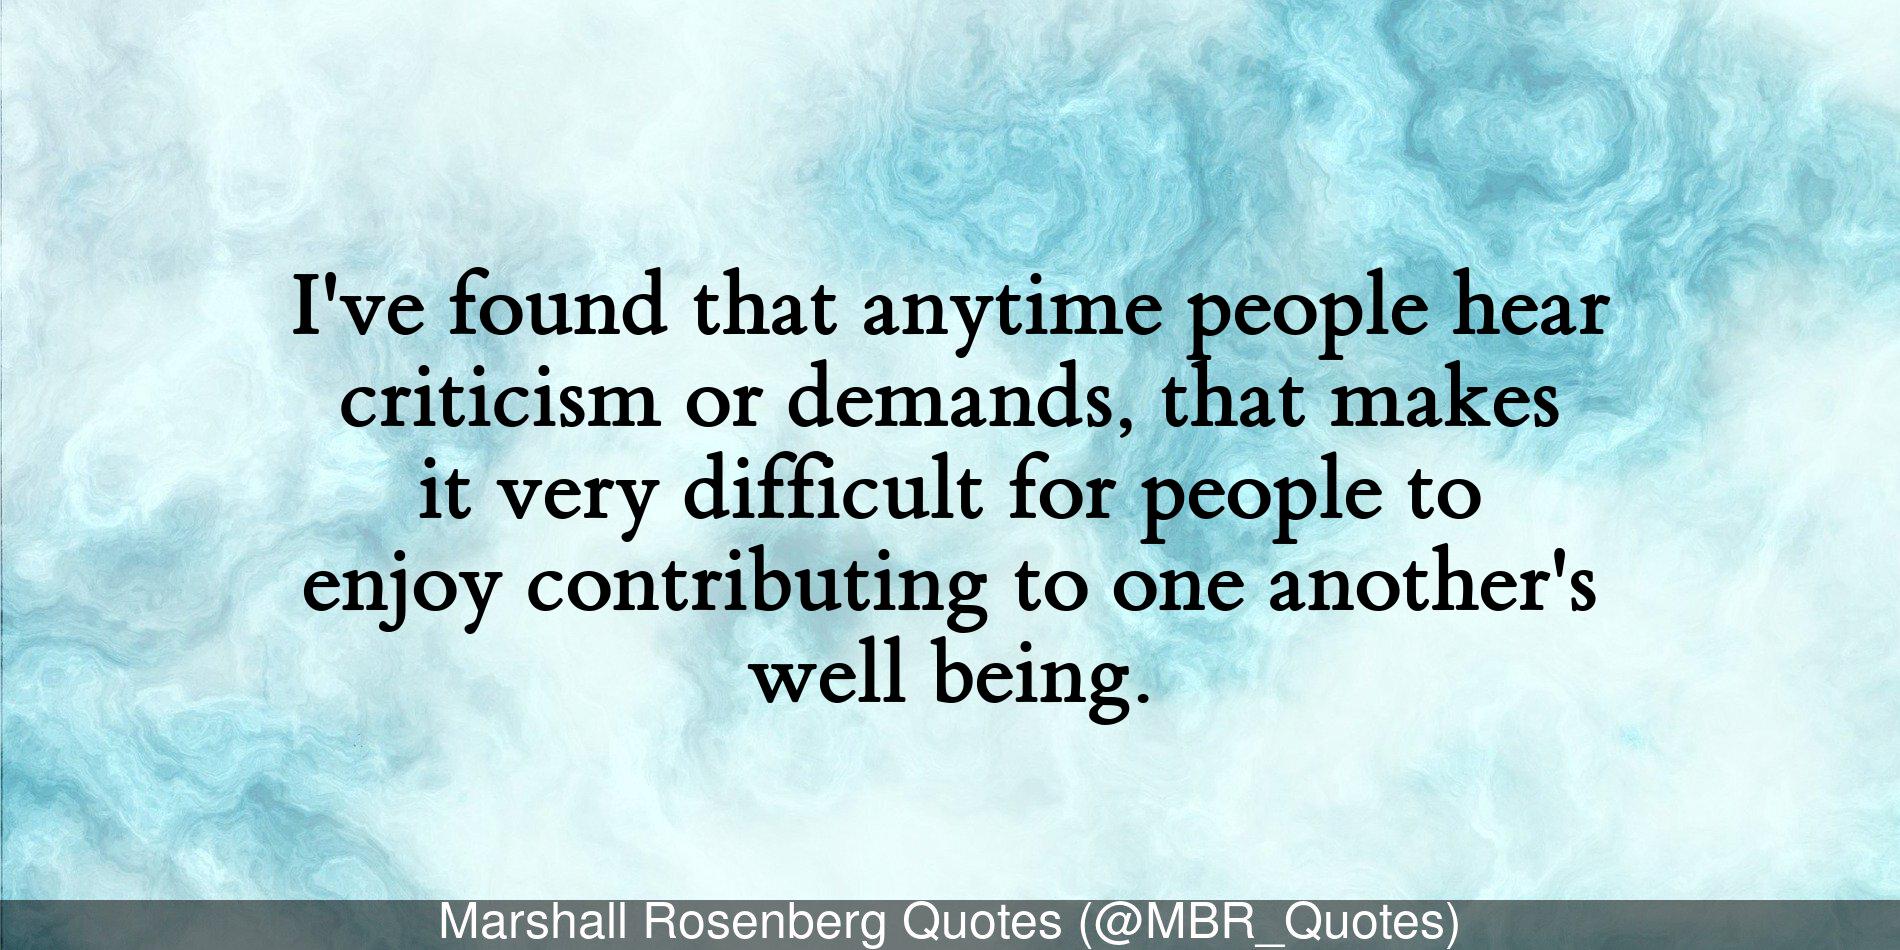 I've found that anytime people hear
criticism or demands, that makes
it very difficult for people to
enjoy contributing to one another's
well being.
Marshall Rosenberg Quotes (@MBR_Quotes)